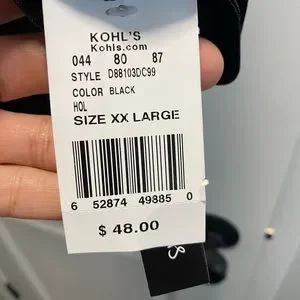 KOHL'S
Kohls.com
044 80 87
STYLE D88103DC99
COLOR BLACK
HOL
SIZE XX LARGE
6 52874 49885 0
$ 48.00